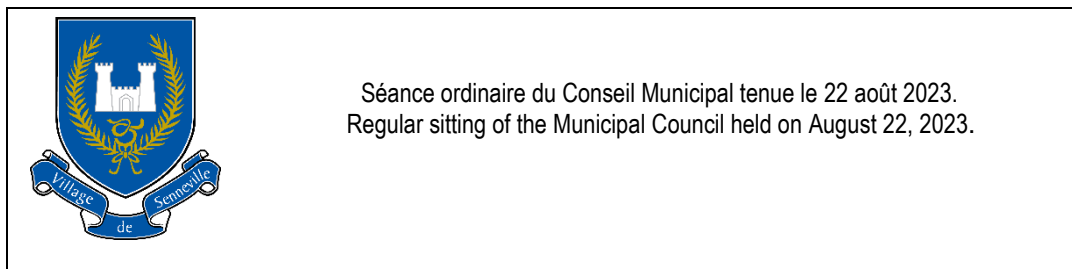 Séance ordinaire du Conseil Municipal tenue le 22 août 2023.
Regular sitting of the Municipal Council held on August 22, 2023.
Village
de
Senneville